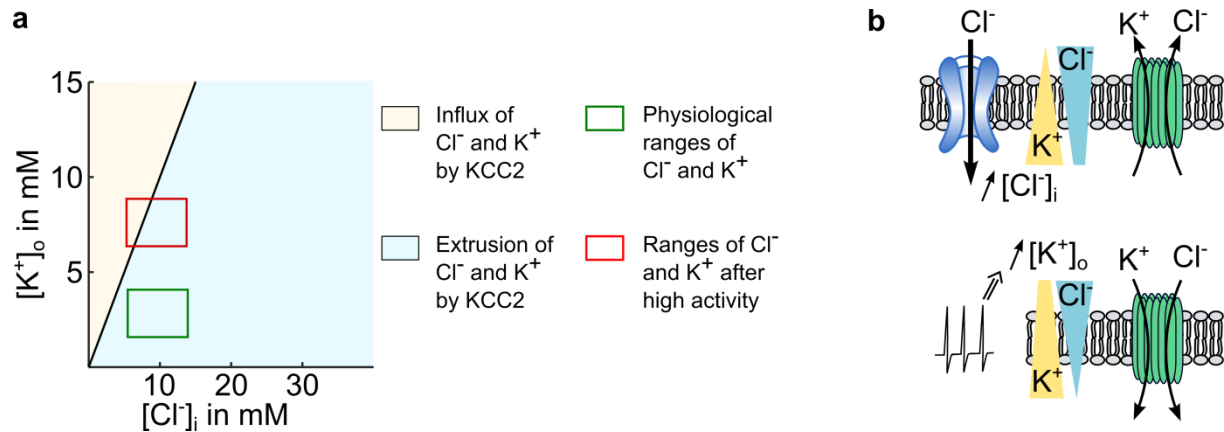 a
15
10
5
[K⁺]ₒ in mM
10 20 30
[Cl⁻]ᵢ in mM
Influx of
Cl⁻ and K⁺
by KCC2
Physiological
ranges of
Cl⁻ and K⁺
Extrusion of
Cl⁻ and K⁺
by KCC2
Ranges of Cl⁻
and K⁺ after
high activity
b
Cl⁻
K⁺ Cl⁻
Cl⁻
K⁺
[Cl⁻]ᵢ
[K⁺]ₒ
K⁺ Cl⁻
Cl⁻
K⁺